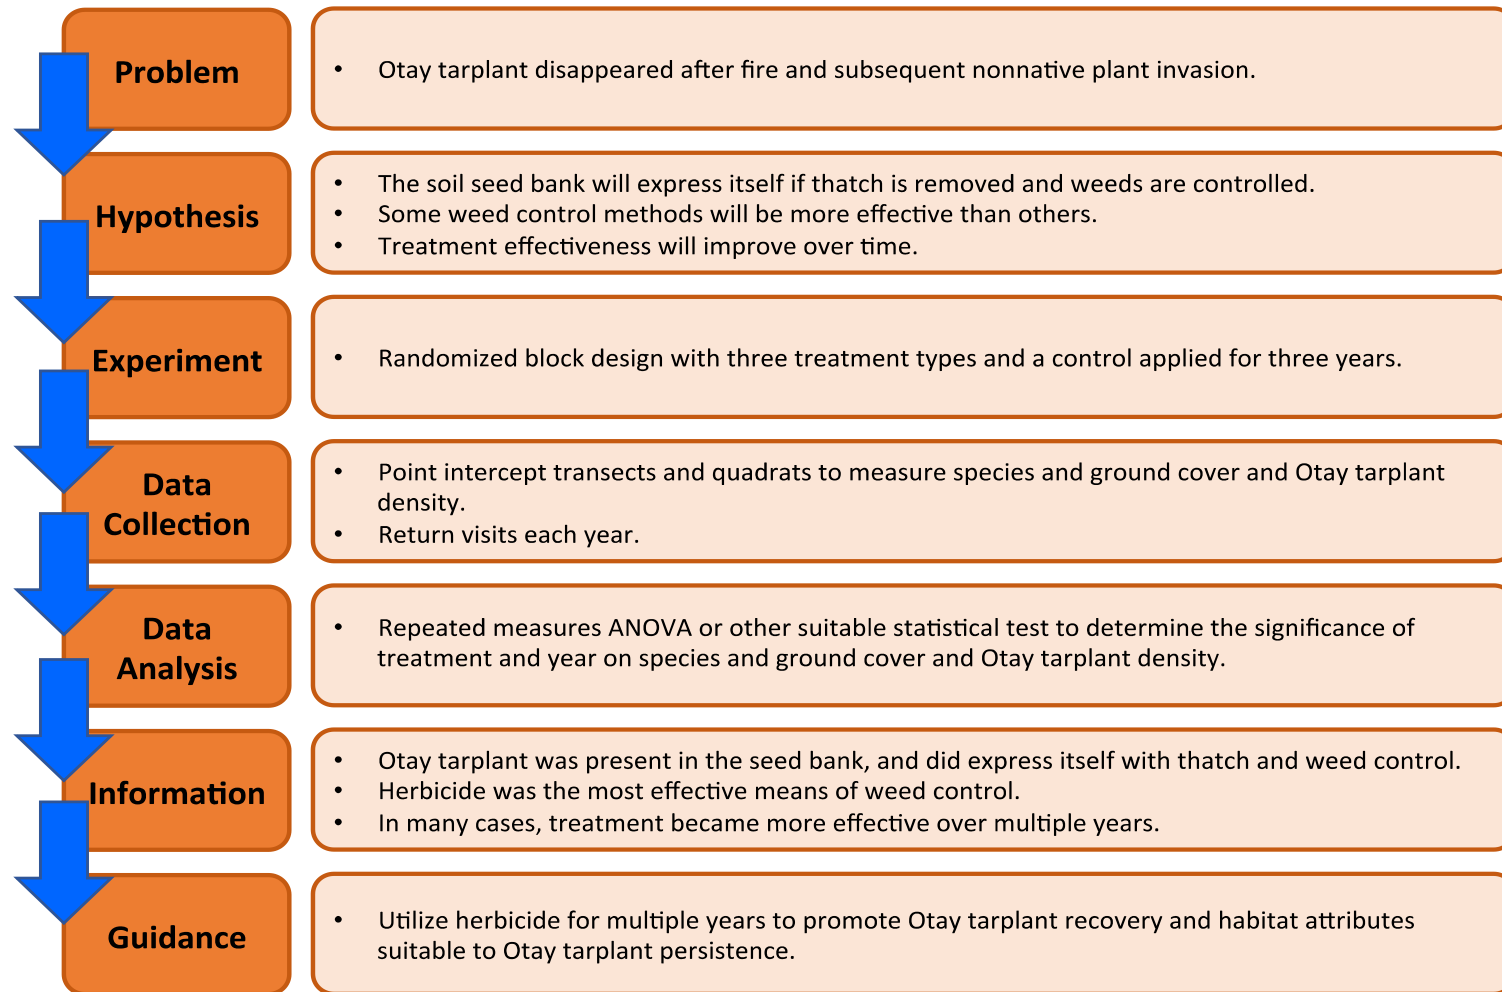 Problem
• Otay tarplant disappeared after fire and subsequent nonnative plant invasion.
Hypothesis
• The soil seed bank will express itself if thatch is removed and weeds are controlled.
• Some weed control methods will be more effective than others.
• Treatment effectiveness will improve over time.
Experiment
• Randomized block design with three treatment types and a control applied for three years.
Data
Collection
• Point intercept transects and quadrats to measure species and ground cover and Otay tarplant
density.
• Return visits each year.
Data
Analysis
• Repeated measures ANOVA or other suitable statistical test to determine the significance of
treatment and year on species and ground cover and Otay tarplant density.
Information
• Otay tarplant was present in the seed bank, and did express itself with thatch and weed control.
• Herbicide was the most effective means of weed control.
• In many cases, treatment became more effective over multiple years.
Guidance
• Utilize herbicide for multiple years to promote Otay tarplant recovery and habitat attributes
suitable to Otay tarplant persistence.